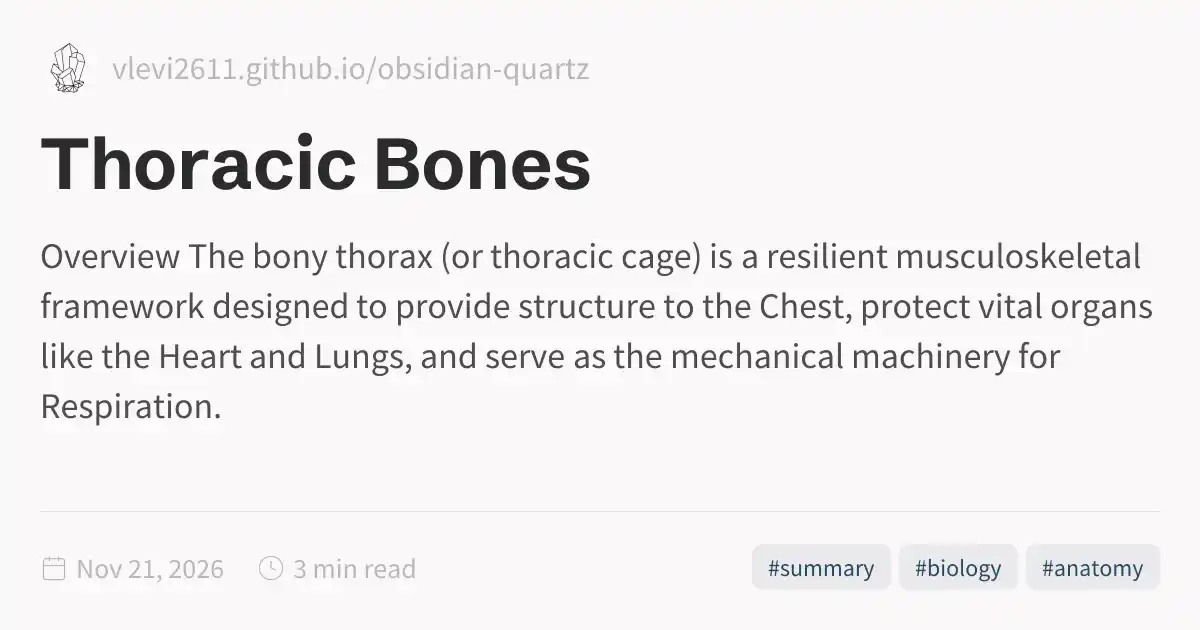 vlevi2611.github.io/obsidian-quartz
Thoracic Bones
Overview The bony thorax (or thoracic cage) is a resilient musculoskeletal
framework designed to provide structure to the Chest, protect vital organs
like the Heart and Lungs, and serve as the mechanical machinery for
Respiration.
Nov 21, 2026 3 min read #summary #biology #anatomy